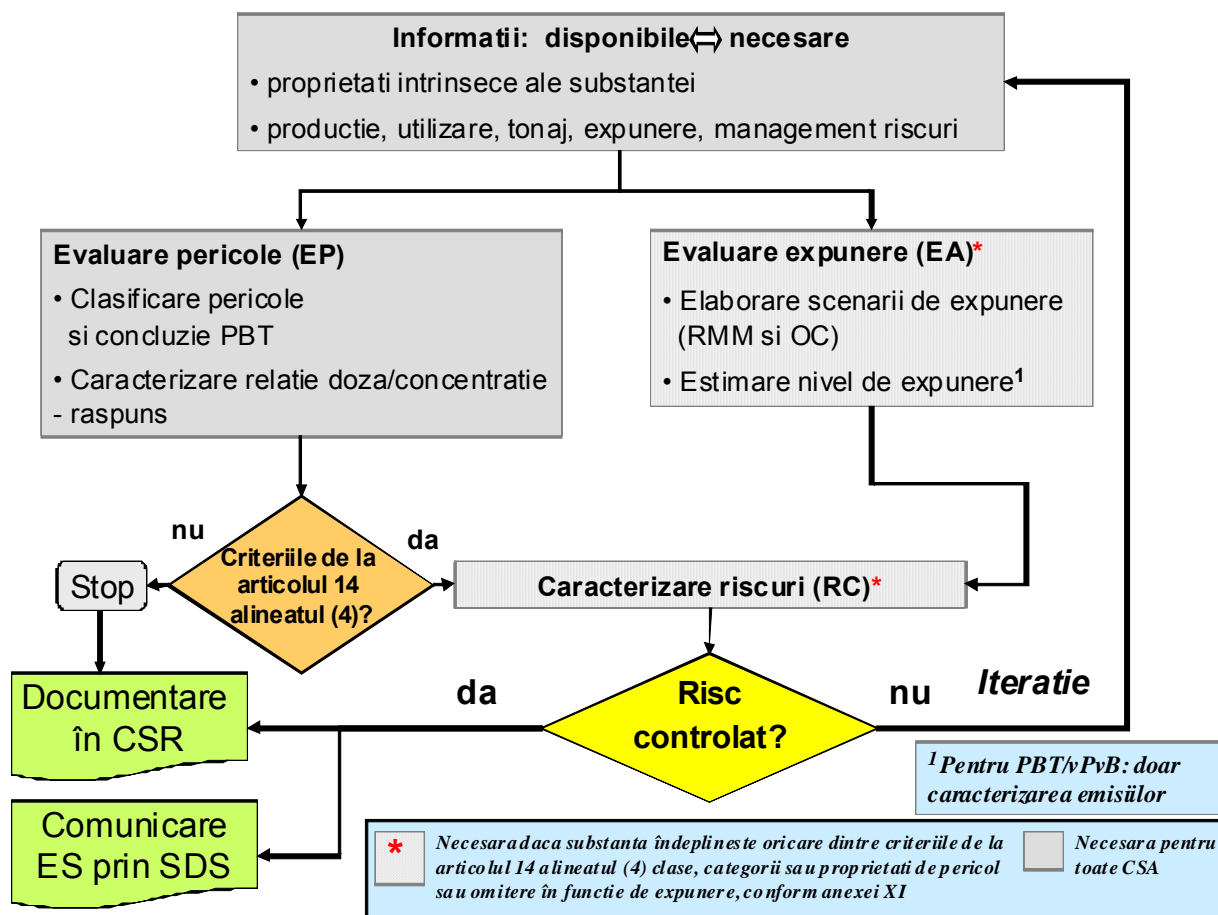 Informatii: disponibile⇔ necesare
• proprietati intrinsece ale substantei
• productie, utilizare, tonaj, expunere, management riscuri
Evaluare pericole (EP)
• Clasificare pericole
si concluzie PBT
• Caracterizare relatie doza/concentratie
- raspuns
Evaluare expunere (EA)*
• Elaborare scenarii de expunere
(RMM si OC)
• Estimare nivel de expunere¹
nu
da
Criteriile de la
articolul 14
alineatul (4)?
Stop
Caracterizare riscuri (RC)*
Documentare
în CSR
da
Risc
controlat?
nu
Iteratie
¹ Pentru PBT/vPvB: doar
caracterizarea emisiilor
Comunicare
ES prin SDS
*
Necesara daca substanta îndeplineste oricare dintre criteriile de la
articolul 14 alineatul (4) clase, categorii sau proprietati de pericol
sau omitere în functie de expunere, conform anexei XI
Necesara pentru
toate CSA